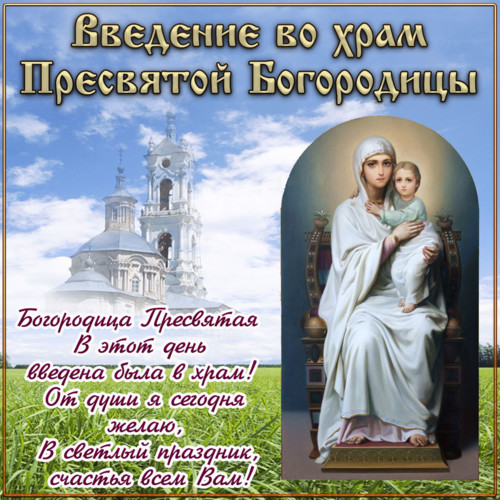 Введение во храм
Пресвятой Богородицы
Богородица Пресвятая
В этот день
введена была в храм!
От души я сегодня
желаю,
В светлый праздник,
счастья всем Вам!